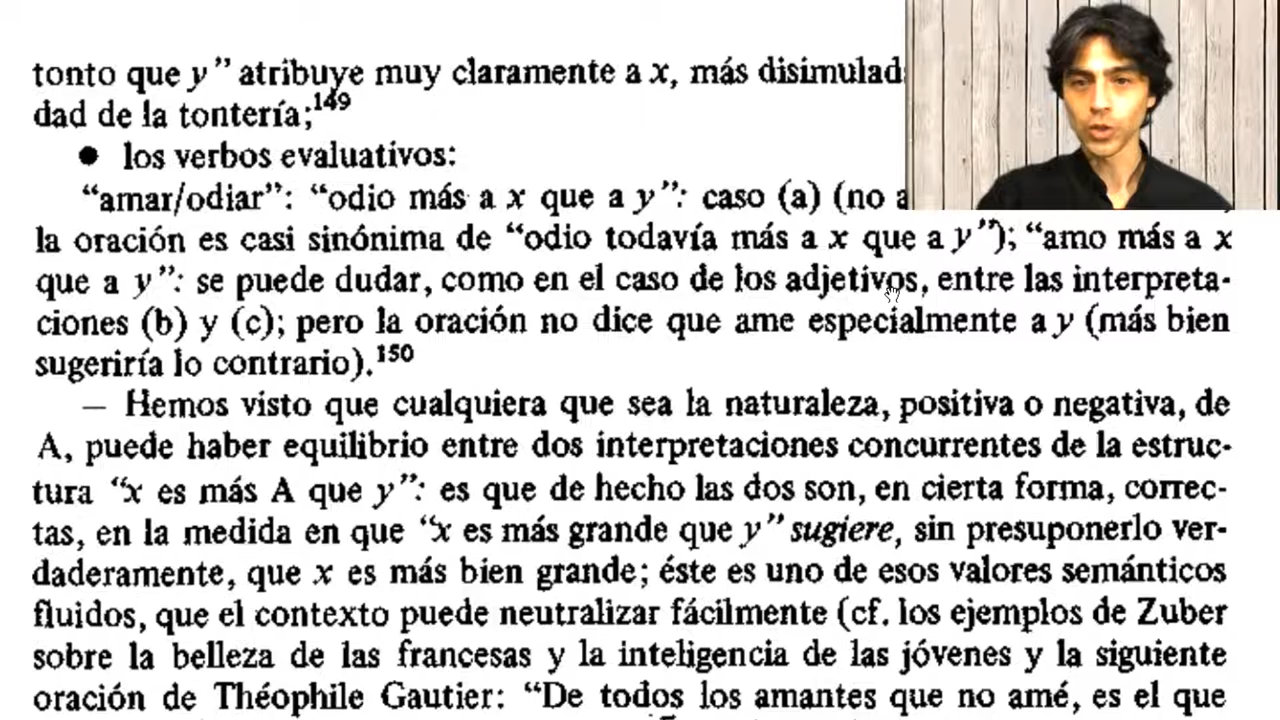 tonto que y” atribuye muy claramente a x, más
dad de la tontería;149
● los verbos evaluativos:
“amar/odiar”: “odio más a x que a y”: caso (a) (no
la oración es casi sinónima de “odio todavía más a x que a y”); “amo más a x
que a y”: se puede dudar, como en el caso de los adjetivos, entre las interpreta-
ciones (b) y (c); pero la oración no dice que ame especialmente a y (más bien
sugeriría lo contrario).150
— Hemos visto que cualquiera que sea la naturaleza, positiva o negativa, de
A, puede haber equilibrio entre dos interpretaciones concurrentes de la estruc-
tura “x es más A que y”: es que de hecho las dos son, en cierta forma, correc-
tas, en la medida en que “x es más grande que y” sugiere, sin presuponerlo ver-
daderamente, que x es más bien grande; éste es uno de esos valores semánticos
fluidos, que el contexto puede neutralizar fácilmente (cf. los ejemplos de Zuber
sobre la belleza de las francesas y la inteligencia de las jóvenes y la siguiente
oración de Théophile Gautier: “De todos los amantes que no amé, es el que